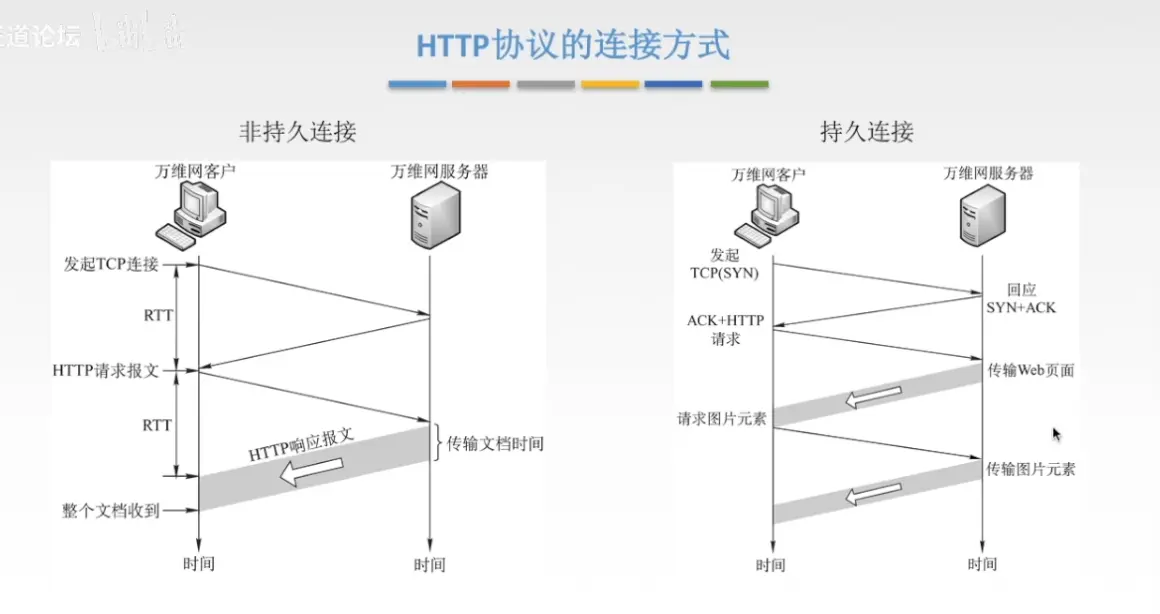 道论坛
HTTP协议的连接方式
非持久连接
万维网客户
万维网服务器
发起TCP连接
RTT
HTTP请求报文
RTT
HTTP响应报文
传输文档时间
整个文档收到
时间
时间
持久连接
万维网客户
万维网服务器
发起
TCP(SYN)
回应
SYN+ACK
ACK+HTTP
请求
传输Web页面
请求图片元素
传输图片元素
时间
时间